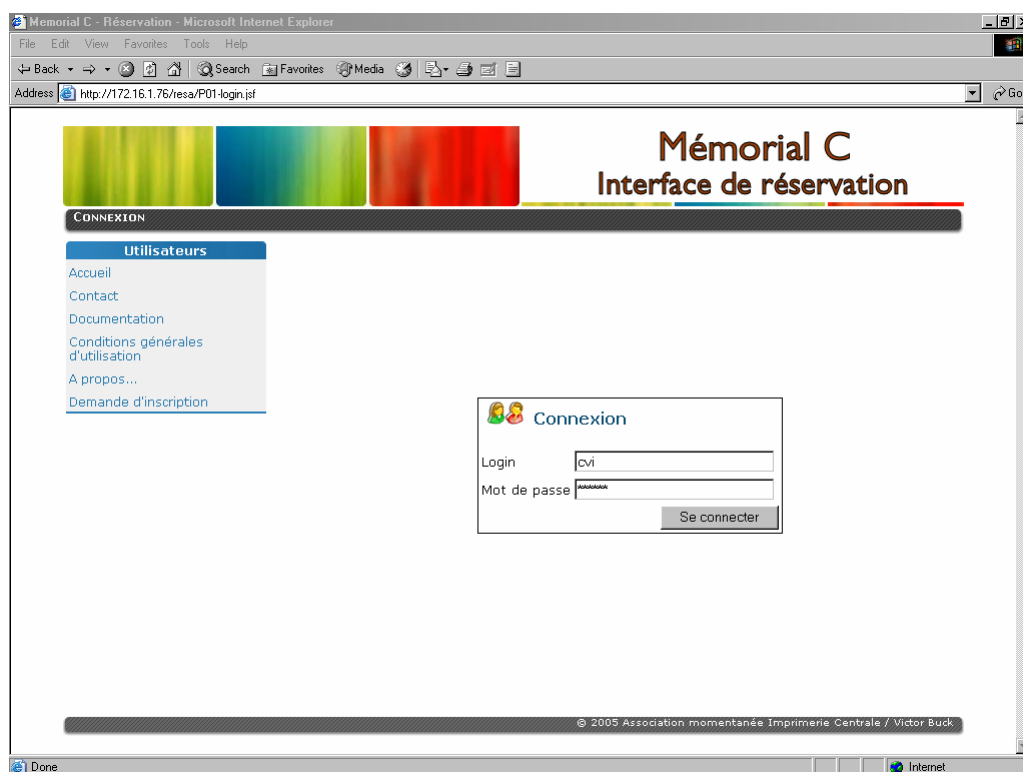 Memorial C - Réservation - Microsoft Internet Explorer
File Edit View Favorites Tools Help
Back Search Favorites Media
Address http://172.16.1.76/resa/P01-login.jsf Go
Mémorial C
Interface de réservation
CONNEXION
Utilisateurs
Accueil
Contact
Documentation
Conditions générales
d'utilisation
A propos...
Demande d'inscription
Connexion
Login cvi
Mot de passe ******
Se connecter
© 2005 Association momentanée Imprimerie Centrale / Victor Buck
Done Internet